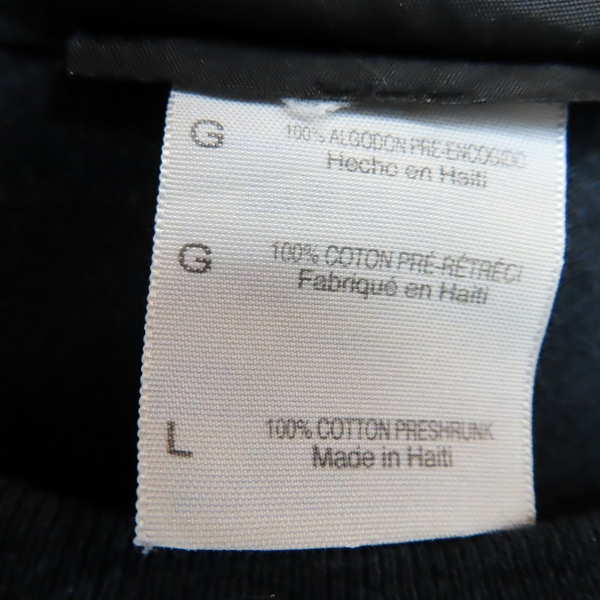 G 100% ALGODON PRE-ENCOGIDO
Hecho en Haiti
G 100% COTON PRÉ-RÉTRÉCI
Fabriqué en Haiti
L 100% COTTON PRESHRUNK
Made in Haiti